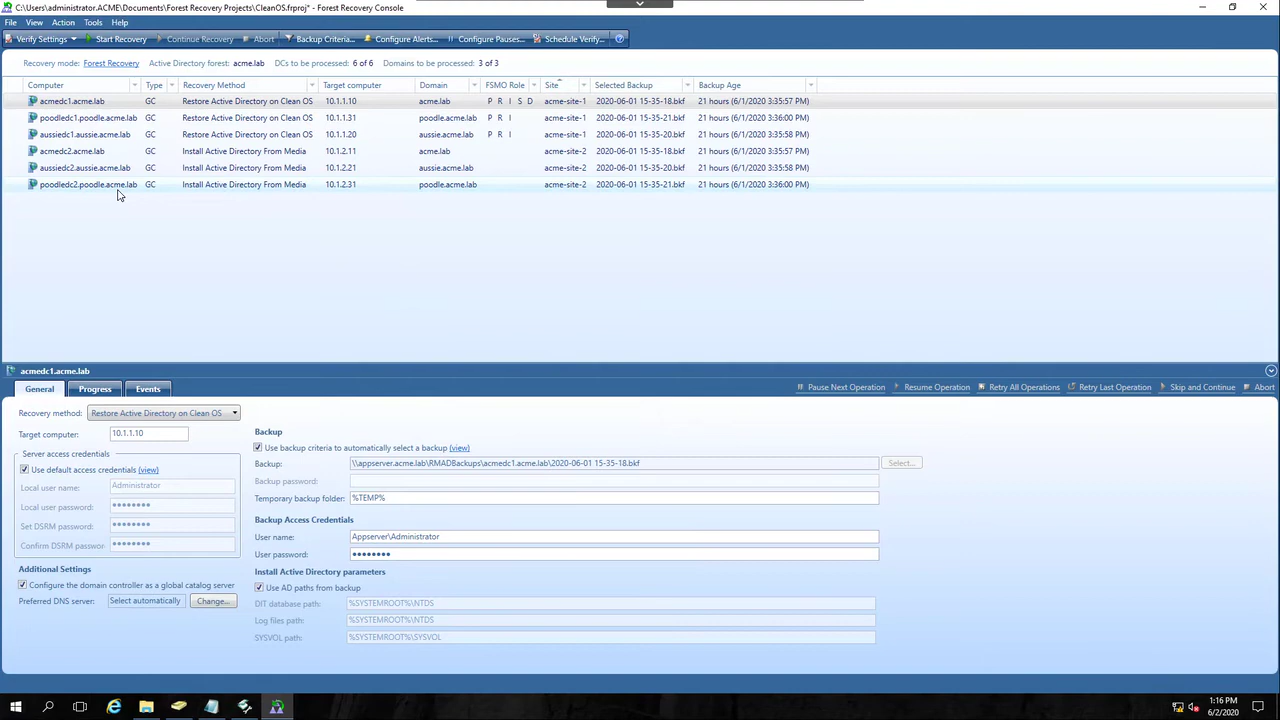 C:\Users\administrator.ACME\Documents\Forest Recovery Projects\CleanOS.frproj* - Forest Recovery Console
File View Action Tools Help
Verify Settings Start Recovery Continue Recovery Abort Backup Criteria... Configure Alerts... Configure Pauses... Schedule Verify...
Recovery mode: Forest Recovery Active Directory forest: acme.lab DCs to be processed: 6 of 6 Domains to be processed: 3 of 3
Computer Type Recovery Method Target computer Domain FSMO Role Site Selected Backup Backup Age
acmedc1.acme.lab GC Restore Active Directory on Clean OS 10.1.1.10 acme.lab P R I S D acme-site-1 2020-06-01 15-35-18.bkf 21 hours (6/1/2020 3:35:57 PM)
poodledc1.poodle.acme.lab GC Restore Active Directory on Clean OS 10.1.1.31 poodle.acme.lab P R I acme-site-1 2020-06-01 15-35-21.bkf 21 hours (6/1/2020 3:36:00 PM)
aussiedc1.aussie.acme.lab GC Restore Active Directory on Clean OS 10.1.1.20 aussie.acme.lab P R I acme-site-1 2020-06-01 15-35-20.bkf 21 hours (6/1/2020 3:35:58 PM)
acmedc2.acme.lab GC Install Active Directory From Media 10.1.2.11 acme.lab acme-site-2 2020-06-01 15-35-18.bkf 21 hours (6/1/2020 3:35:57 PM)
aussiedc2.aussie.acme.lab GC Install Active Directory From Media 10.1.2.21 aussie.acme.lab acme-site-2 2020-06-01 15-35-20.bkf 21 hours (6/1/2020 3:35:58 PM)
poodledc2.poodle.acme.lab GC Install Active Directory From Media 10.1.2.31 poodle.acme.lab acme-site-2 2020-06-01 15-35-21.bkf 21 hours (6/1/2020 3:36:00 PM)
acmedc1.acme.lab
General Progress Events Pause Next Operation Resume Operation Retry All Operations Retry Last Operation Skip and Continue Abort
Recovery method: Restore Active Directory on Clean OS
Target computer: 10.1.1.10
Server access credentials
Use default access credentials (view)
Local user name: Administrator
Local user password: ••••••••
Set DSRM password: ••••••••
Confirm DSRM passwor ••••••••
Additional Settings
Configure the domain controller as a global catalog server
Preferred DNS server: Select automatically Change...
Backup
Use backup criteria to automatically select a backup (view)
Backup: \\appserver.acme.lab\RMADBackups\acmedc1.acme.lab\2020-06-01 15-35-18.bkf Select...
Backup password:
Temporary backup folder: %TEMP%
Backup Access Credentials
User name: Appserver\Administrator
User password: ••••••••
Install Active Directory parameters
Use AD paths from backup
DIT database path: %SYSTEMROOT%\NTDS
Log files path: %SYSTEMROOT%\NTDS
SYSVOL path: %SYSTEMROOT%\SYSVOL
1:16 PM
6/2/2020